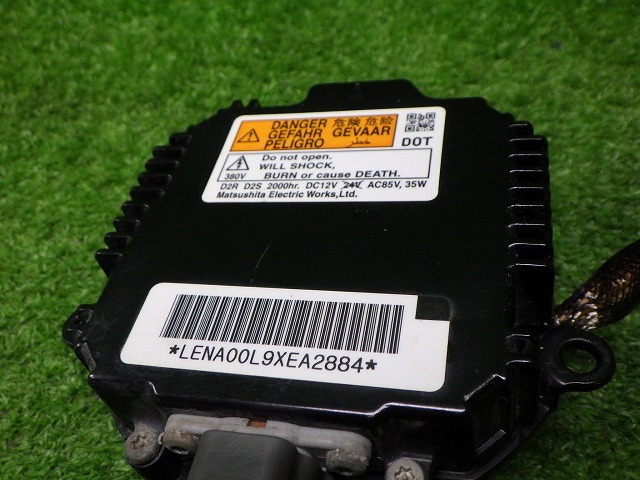 DANGER 危険 危险
GEFAHR GEVAAR
PELIGRO خطر
DOT
380V
Do not open.
WILL SHOCK,
BURN or cause DEATH.
D2R D2S 2000hr. DC12V 24V AC85V, 35W
Matsushita Electric Works,Ltd.
*LENA00L9XEA2884*